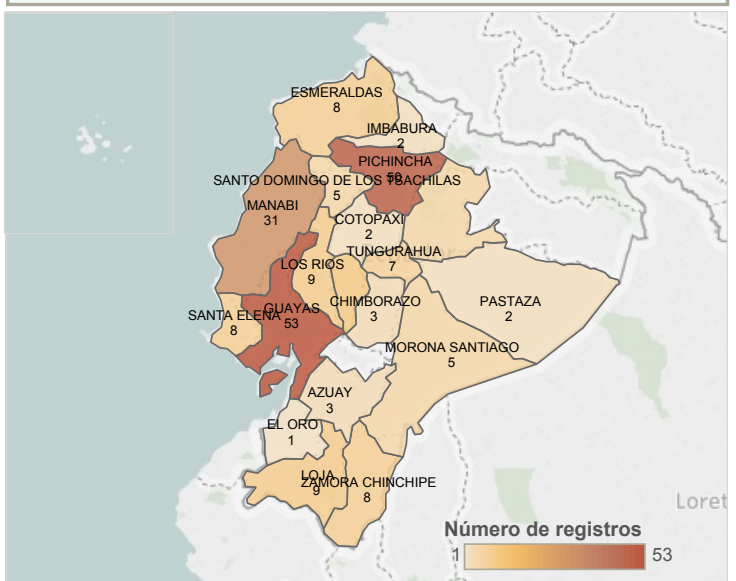 ESMERALDAS
8
IMBABURA
2
PICHINCHA
50
SANTO DOMINGO DE LOS TSACHILAS
5
MANABI
31
COTOPAXI
2
TUNGURAHUA
7
LOS RIOS
9
CHIMBORAZO
3
PASTAZA
2
SANTA ELENA
8
GUAYAS
53
MORONA SANTIAGO
5
AZUAY
3
EL ORO
1
LOJA
9
ZAMORA CHINCHIPE
8
Loret
Número de registros
1 53